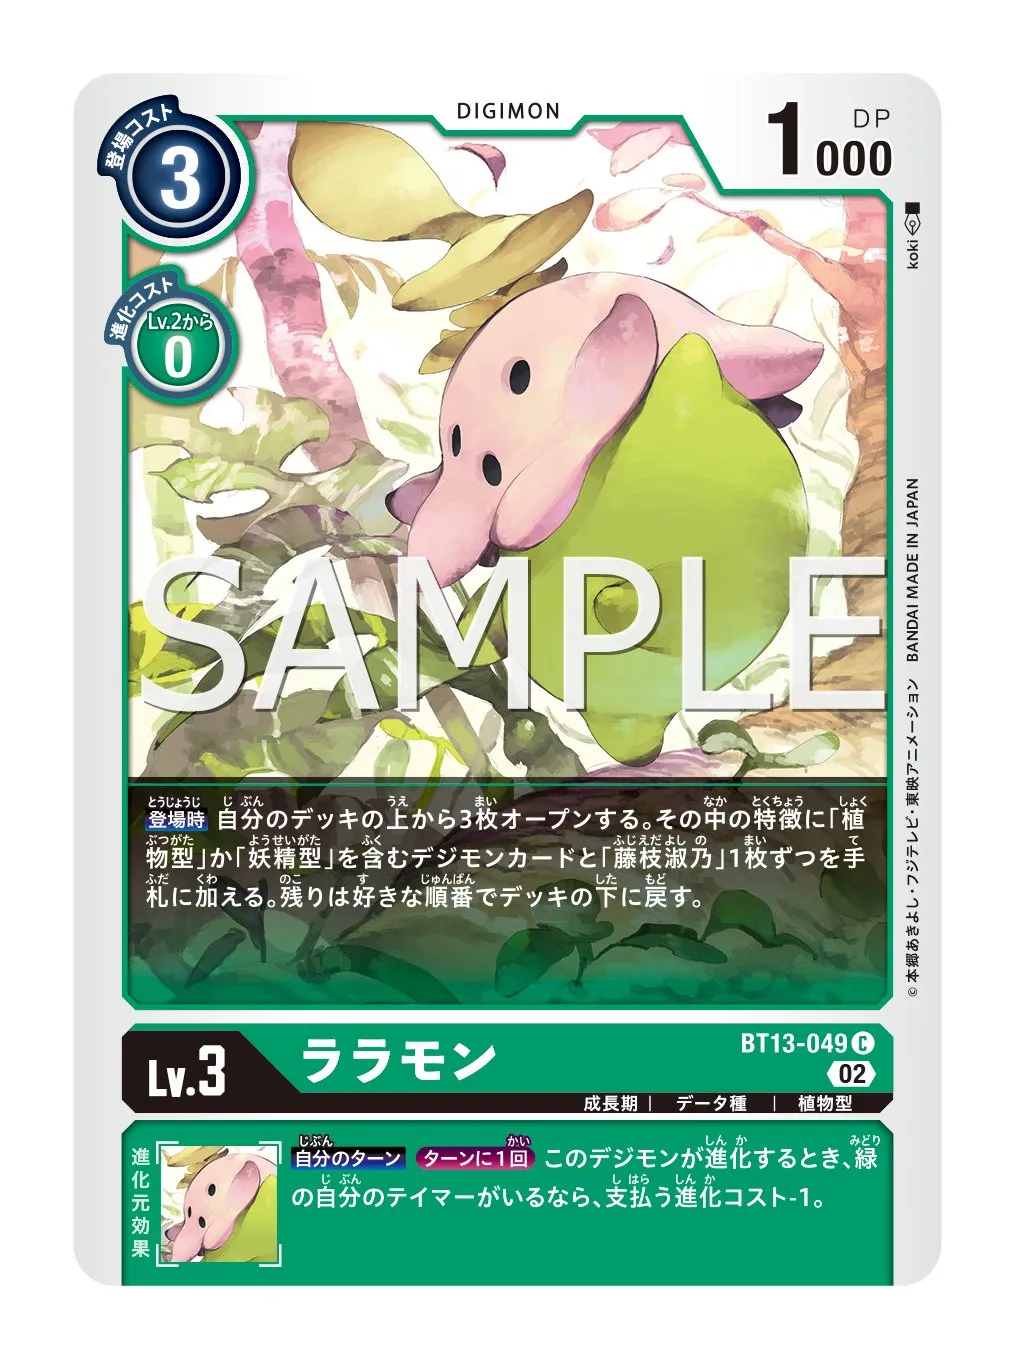 DIGIMON
登場コスト
3
1000
DP
進化コスト
Lv.2から
0
koki
SAMPLE
BANDAI MADE IN JAPAN
© 本郷あきよし・フジテレビ・東映アニメーション
登場時 自分のデッキの上から3枚オープンする。その中の特徴に「植
物型」か「妖精型」を含むデジモンカードと「藤枝淑乃」1枚ずつを手
札に加える。残りは好きな順番でデッキの下に戻す。
Lv.3
ララモン
BT13-049 C
02
成長期 | データ種 | 植物型
進化元効果
自分のターン ターンに1回 このデジモンが進化するとき、緑
の自分のテイマーがいるなら、支払う進化コスト-1。